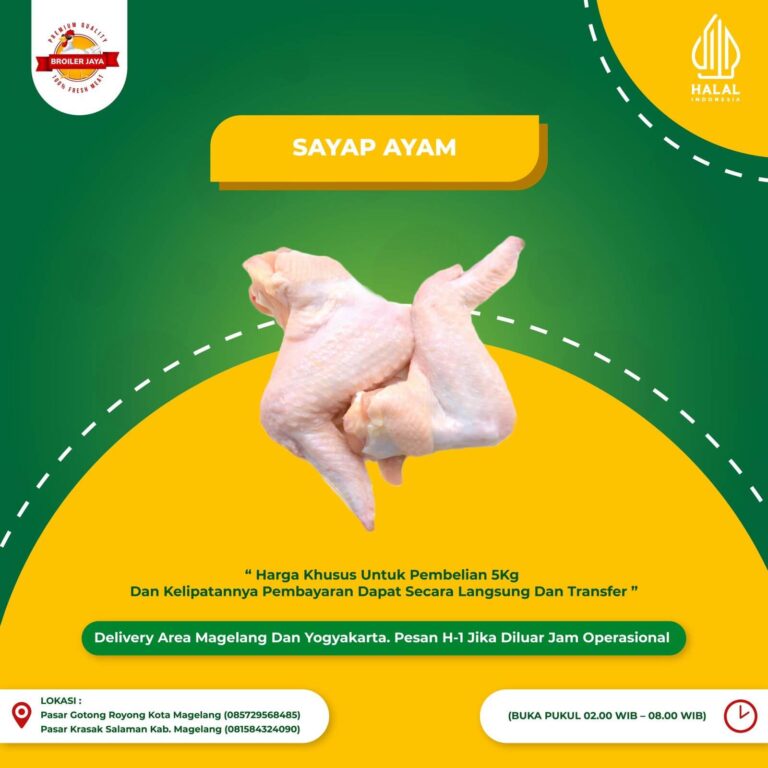 PREMIUM QUALITY
BROILER JAYA
100% FRESH MEAT
HALAL
INDONESIA
SAYAP AYAM
“ Harga Khusus Untuk Pembelian 5Kg
Dan Kelipatannya Pembayaran Dapat Secara Langsung Dan Transfer ”
Delivery Area Magelang Dan Yogyakarta. Pesan H-1 Jika Diluar Jam Operasional
LOKASI :
Pasar Gotong Royong Kota Magelang (085729568485)
Pasar Krasak Salaman Kab. Magelang (081584324090)
(BUKA PUKUL 02.00 WIB – 08.00 WIB)